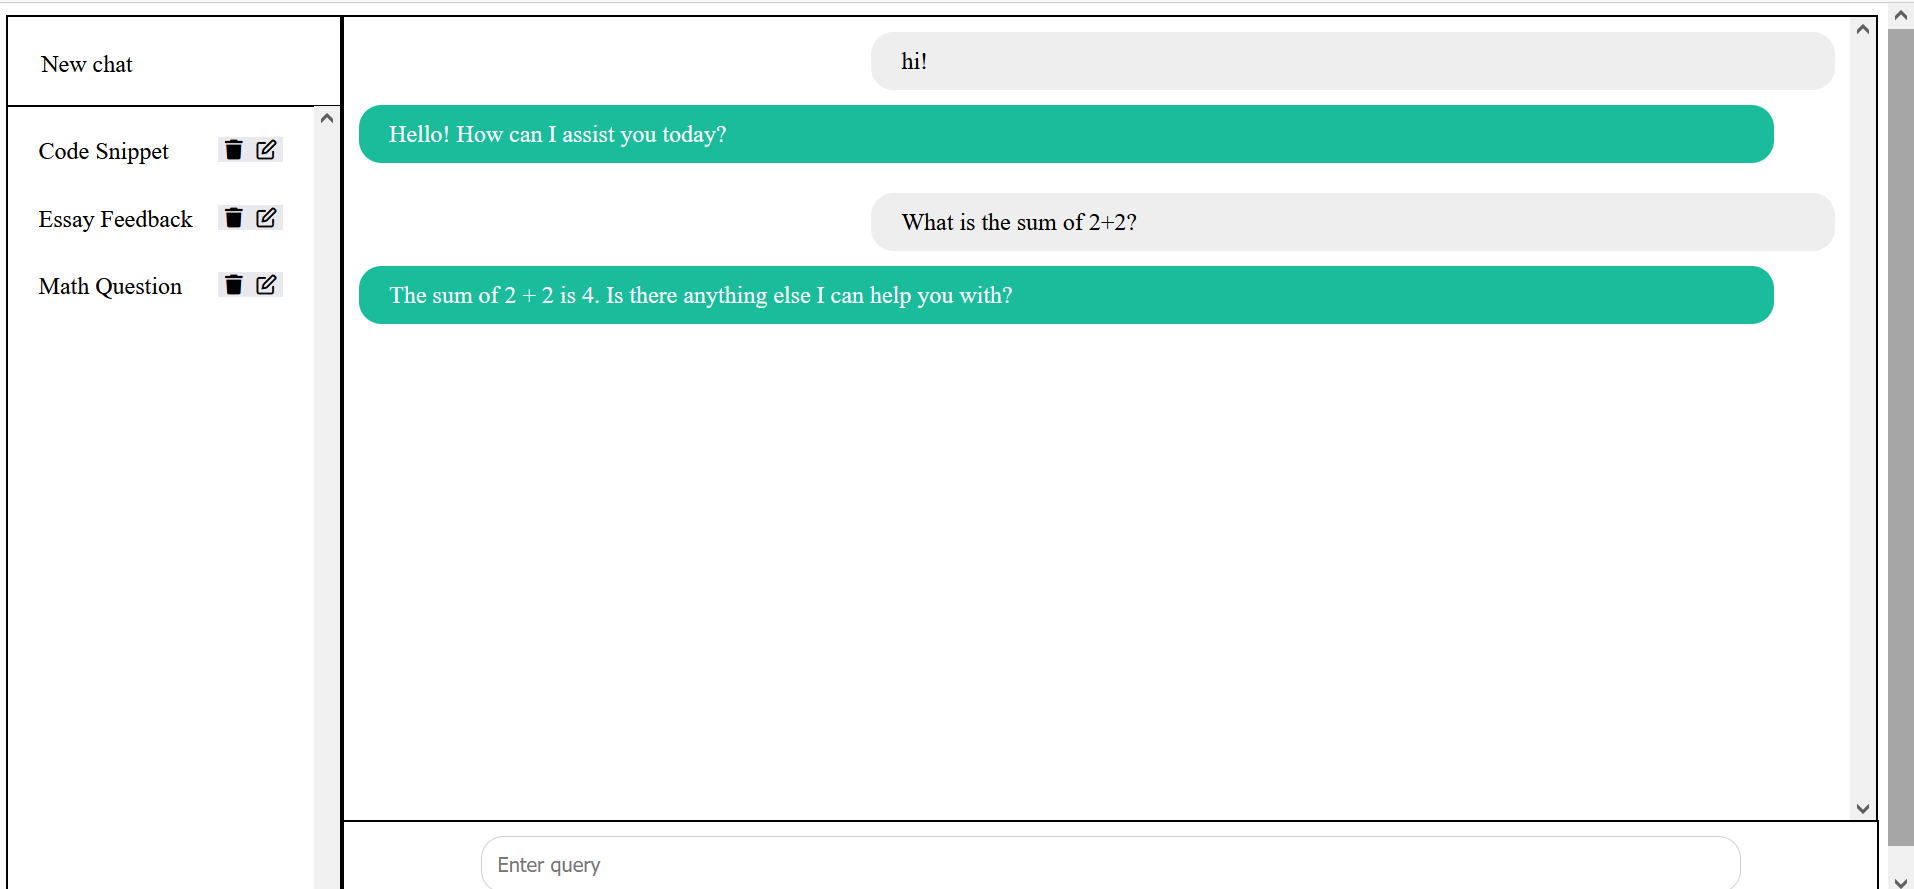 New chat
Code Snippet
Essay Feedback
Math Question
hi!
Hello! How can I assist you today?
What is the sum of 2+2?
The sum of 2 + 2 is 4. Is there anything else I can help you with?
Enter query